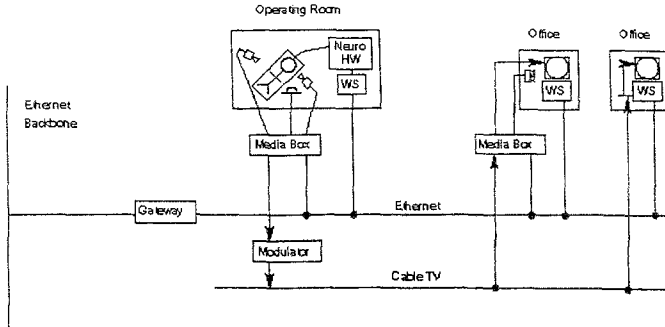 Operating Room
Neuro
HW
WS
Office
WS
Office
WS
Ethernet
Backbone
Media Box
Media Box
Gateway
Ethernet
Modulator
Cable TV